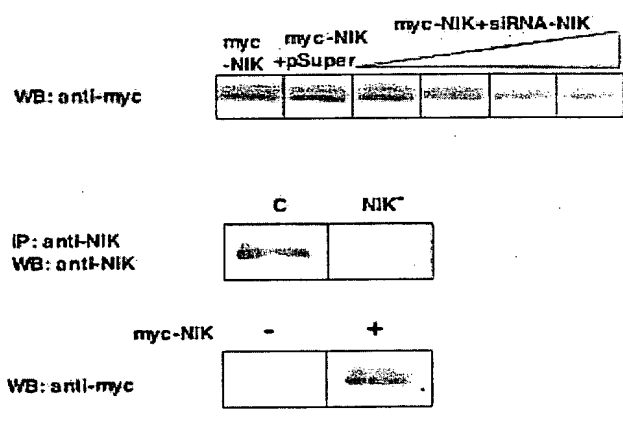 myc-NIK+siRNA-NIK
myc myc-NIK
-NIK +pSuper
WB: anti-myc
C NIK-
IP: anti-NIK
WB: anti-NIK
myc-NIK - +
WB: anti-myc